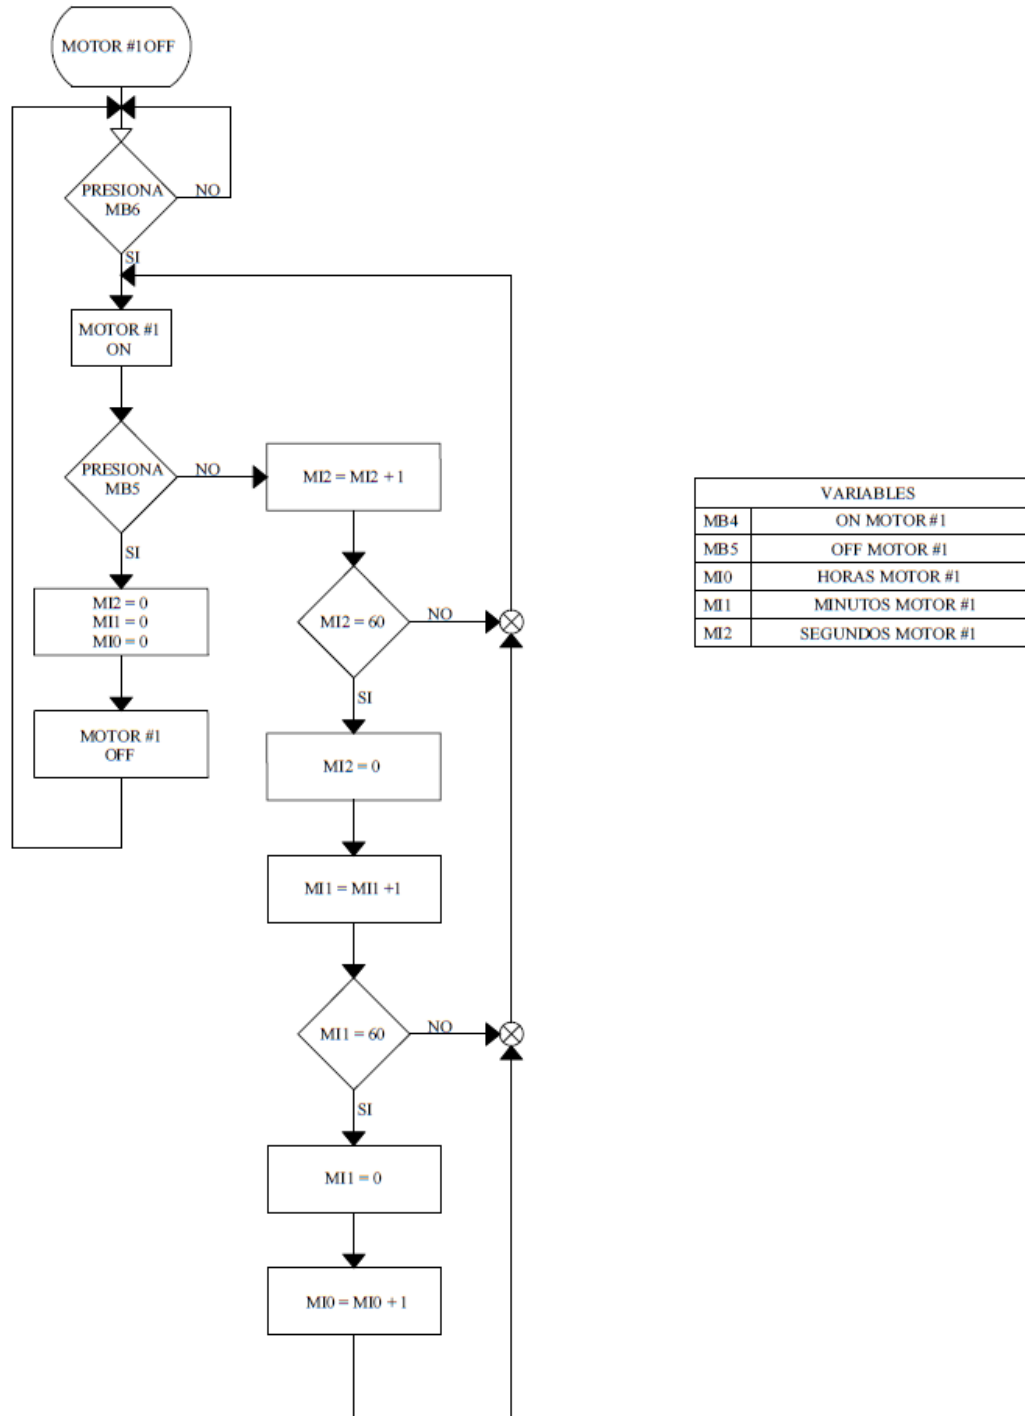 MOTOR #1 OFF
PRESIONA
MB6
NO
SI
MOTOR #1
ON
PRESIONA
MB5
NO
SI
MI2 = 0
MI1 = 0
MI0 = 0
MOTOR #1
OFF
MI2 = MI2 + 1
MI2 = 60
NO
SI
MI2 = 0
MI1 = MI1 +1
MI1 = 60
NO
SI
MI1 = 0
MI0 = MI0 + 1
VARIABLES
MB4 ON MOTOR #1
MB5 OFF MOTOR #1
MI0 HORAS MOTOR #1
MI1 MINUTOS MOTOR #1
MI2 SEGUNDOS MOTOR #1